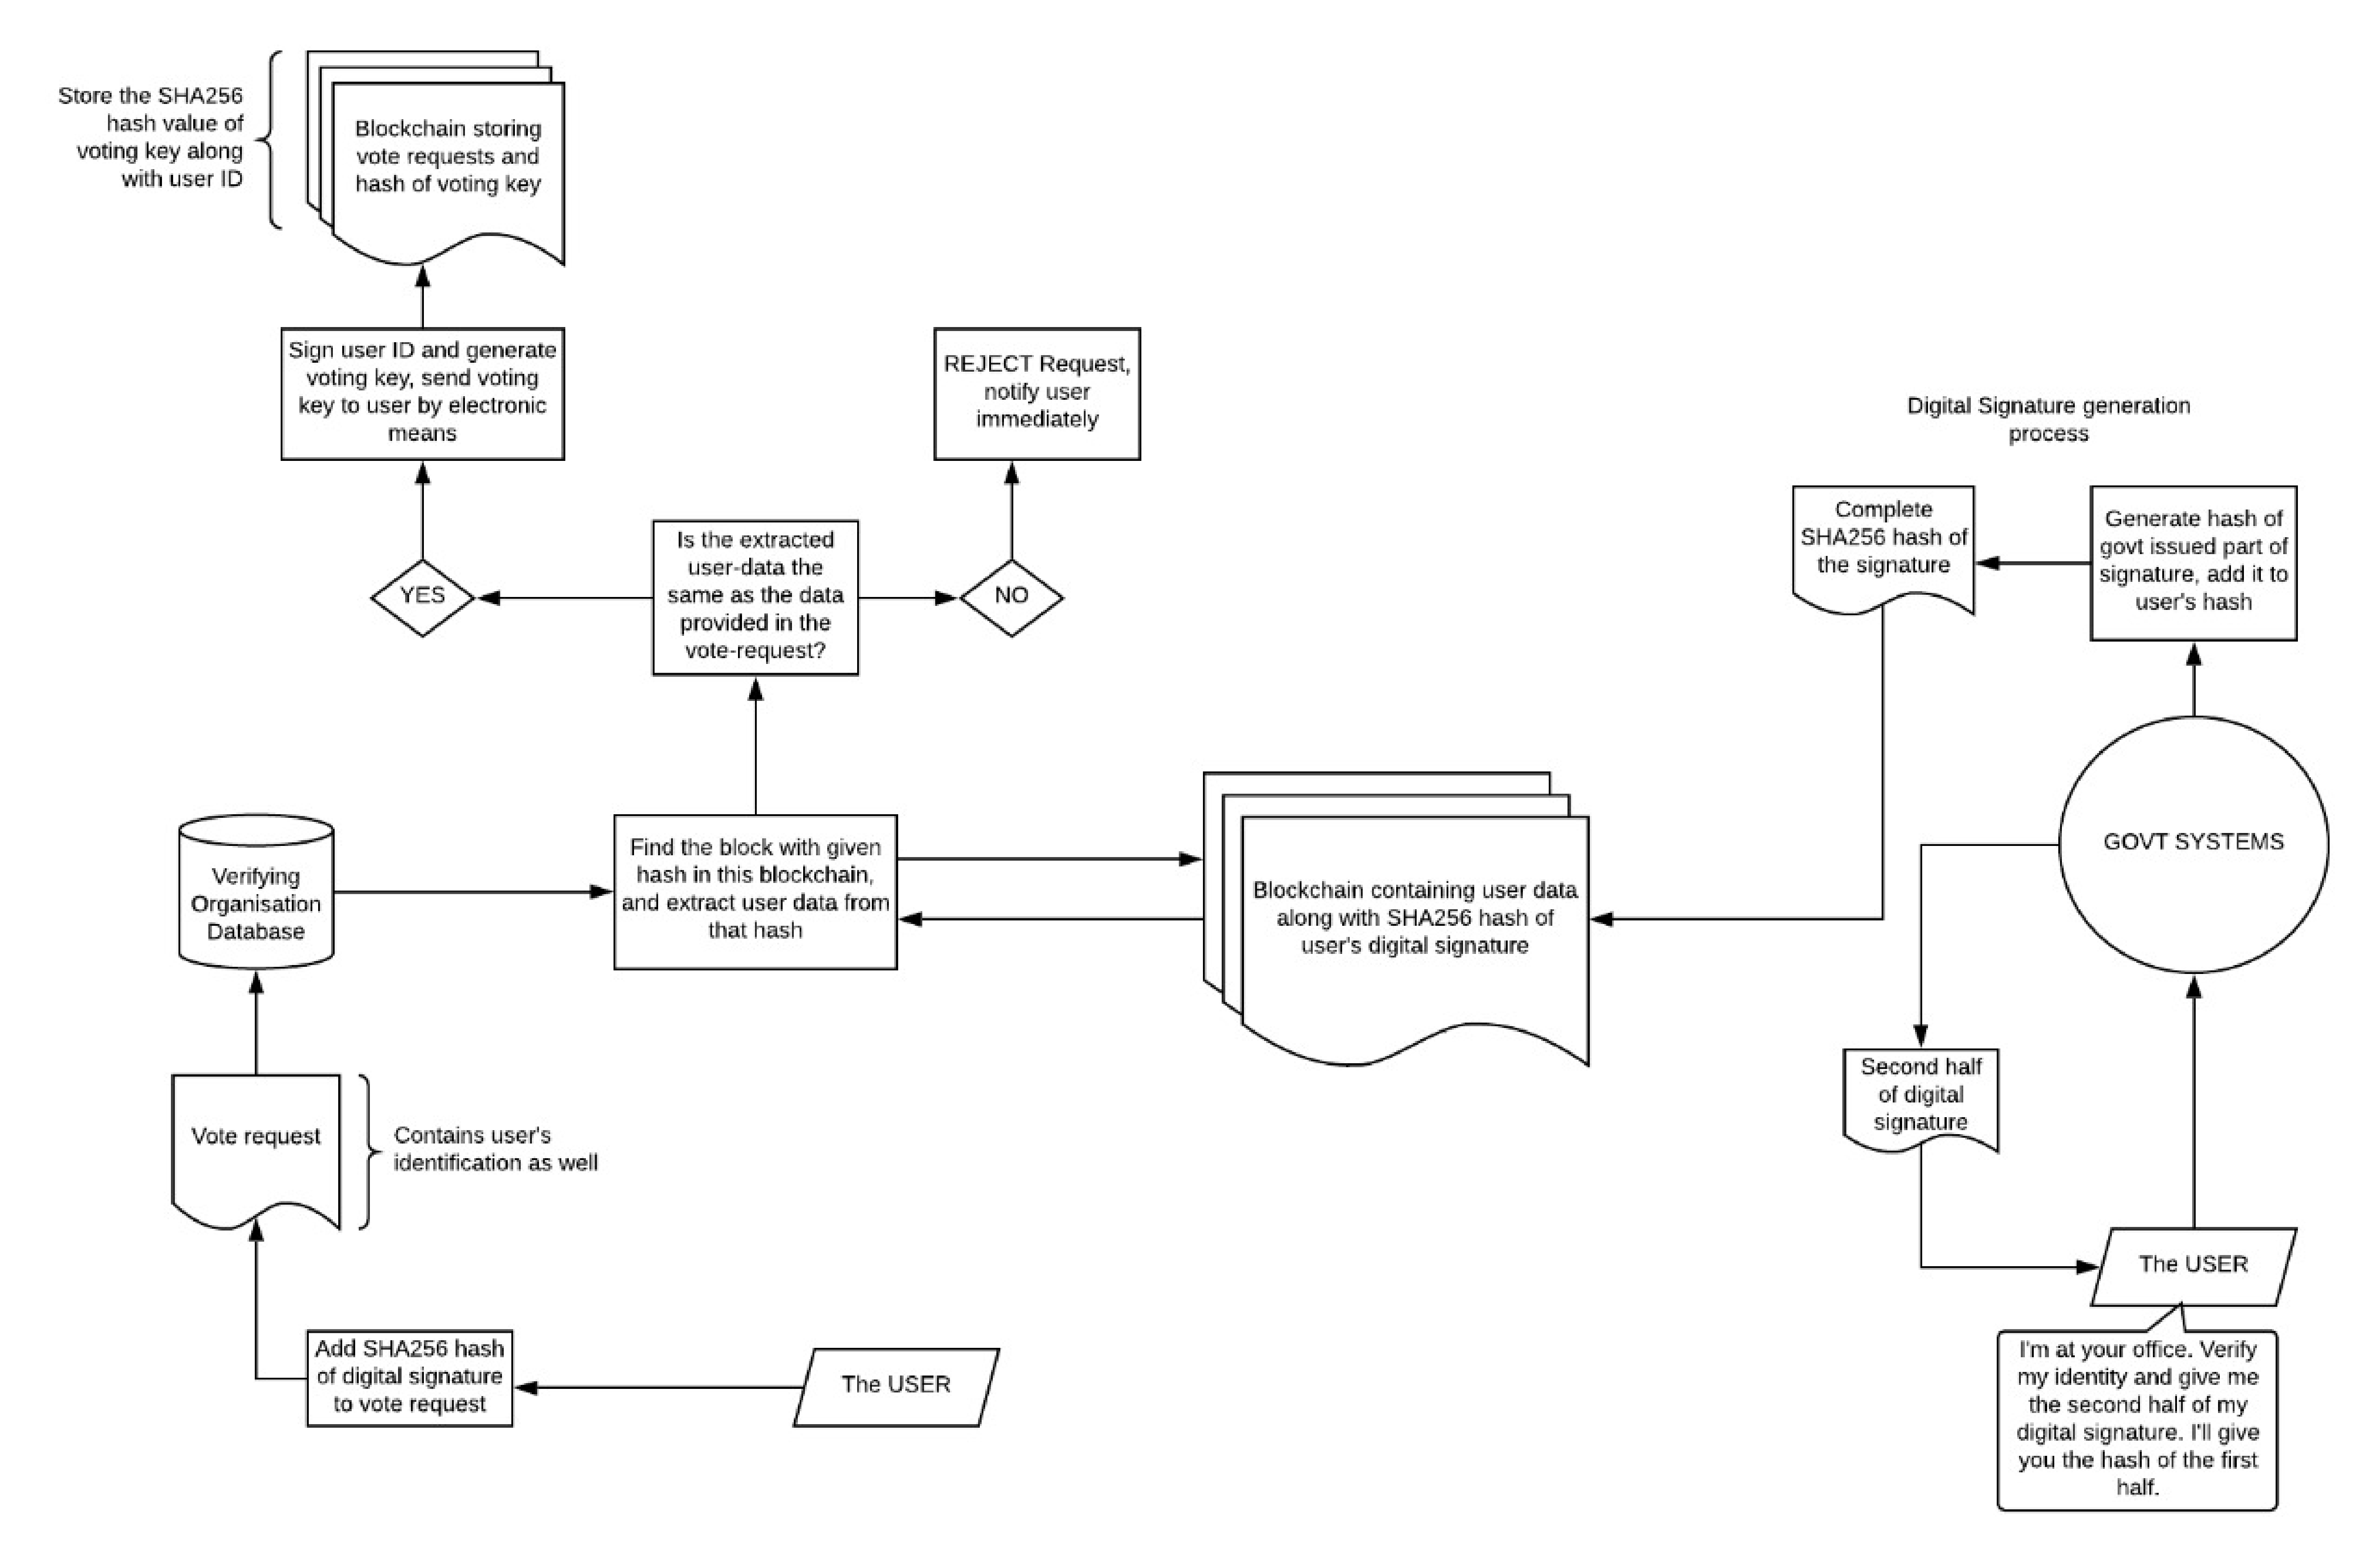 Store the SHA256
hash value of
voting key along
with user ID
Blockchain storing
vote requests and
hash of voting key
Sign user ID and generate
voting key, send voting
key to user by electronic
means
REJECT Request,
notify user
immediately
Digital Signature generation
process
Complete
SHA256 hash of
the signature
Generate hash of
govt issued part of
signature, add it to
user's hash
YES
Is the extracted
user-data the
same as the data
provided in the
vote-request?
NO
Verifying
Organisation
Database
Find the block with given
hash in this blockchain,
and extract user data from
that hash
Blockchain containing user data
along with SHA256 hash of
user's digital signature
GOVT SYSTEMS
Second half
of digital
signature
Vote request
Contains user's
identification as well
The USER
Add SHA256 hash
of digital signature
to vote request
The USER
I'm at your office. Verify
my identity and give me
the second half of my
digital signature. I'll give
you the hash of the first
half.